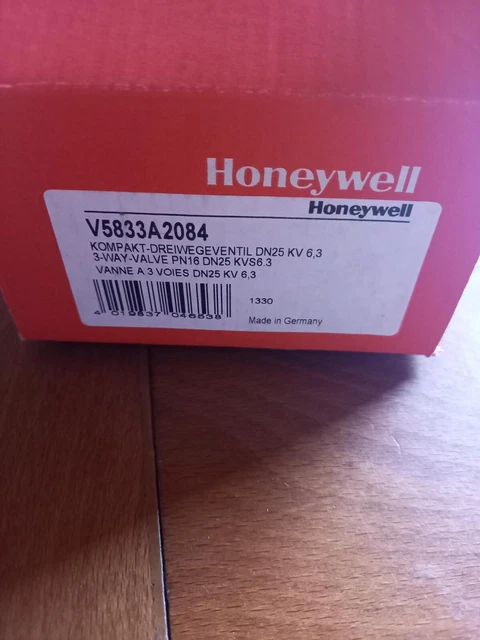 Honeywell
Honeywell
V5833A2084
KOMPAKT-DREIWEGEVENTIL DN25 KV 6,3
3-WAY-VALVE PN16 DN25 KVS6.3
VANNE A 3 VOIES DN25 KV 6,3
4 019837 046838
1330
Made in Germany